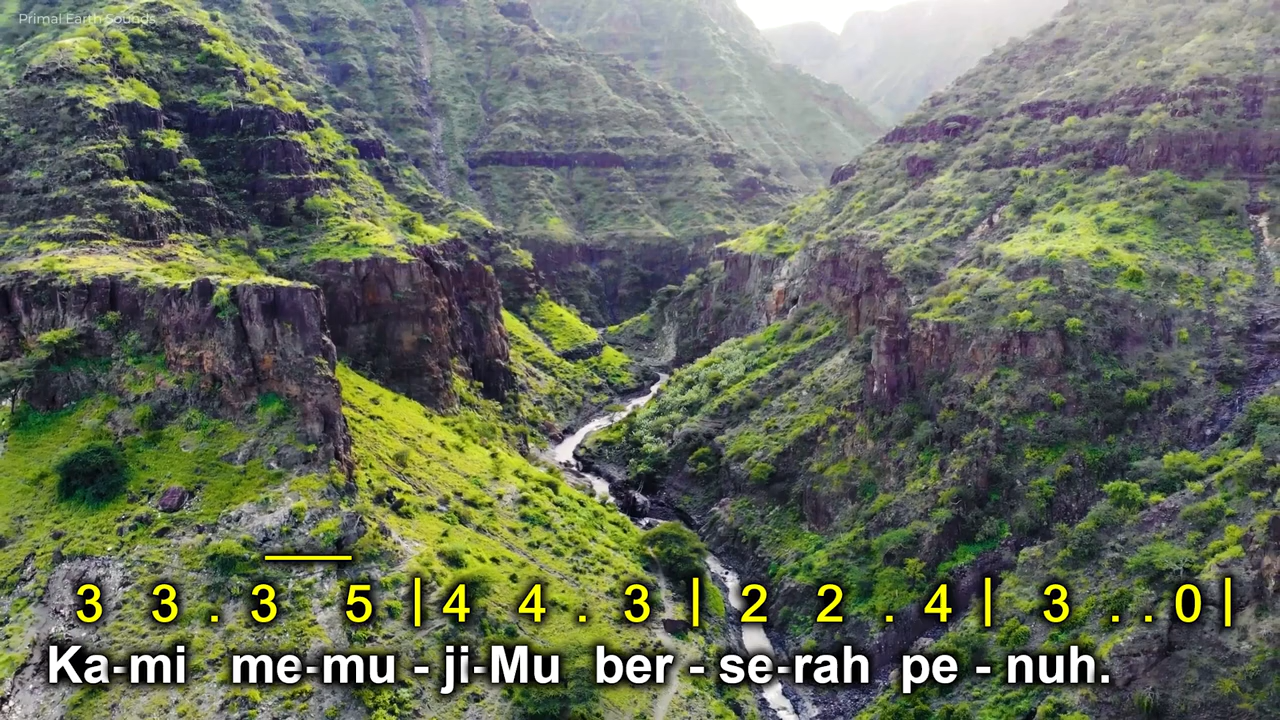 Primal Earth Sounds
3 3 . 3 5 | 4 4 . 3 | 2 2 . 4 | 3 . . 0 |
Ka-mi me-mu - ji-Mu ber - se-rah pe - nuh.